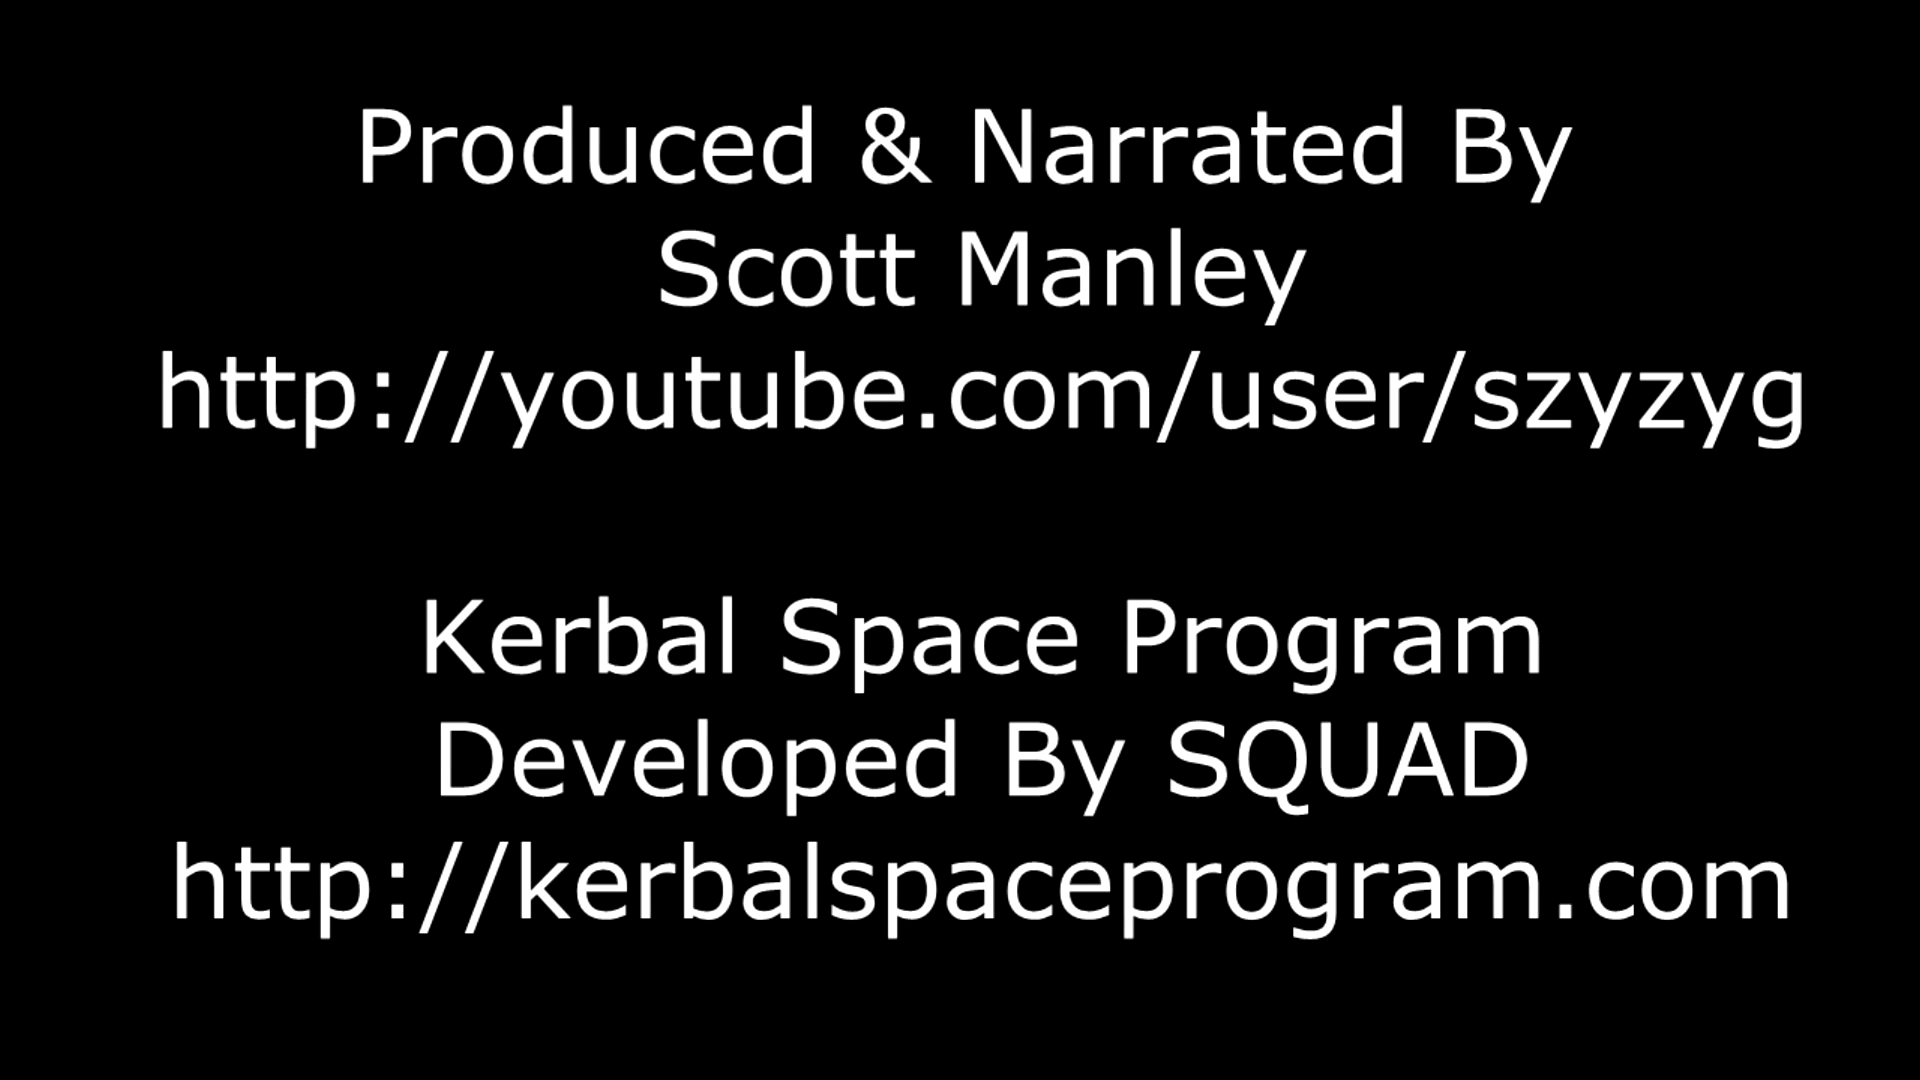 Produced & Narrated By
Scott Manley
http://youtube.com/user/szyzyg
Kerbal Space Program
Developed By SQUAD
http://kerbalspaceprogram.com